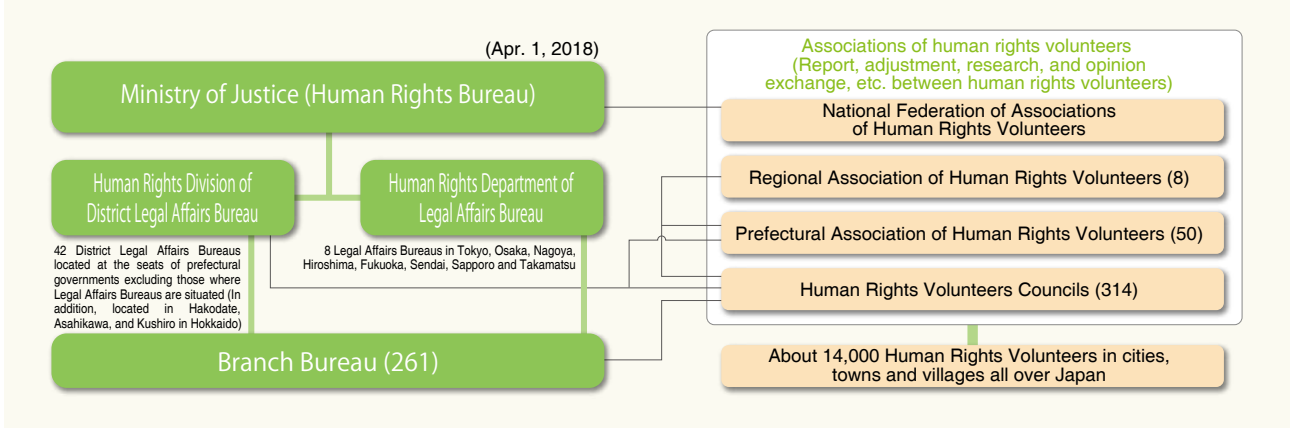 (Apr. 1, 2018)
Ministry of Justice (Human Rights Bureau)
Human Rights Division of
District Legal Affairs Bureau
Human Rights Department of
Legal Affairs Bureau
42 District Legal Affairs Bureaus
located at the seats of prefectural
governments excluding those where
Legal Affairs Bureaus are situated (In
addition, located in Hakodate,
Asahikawa, and Kushiro in Hokkaido)
8 Legal Affairs Bureaus in Tokyo, Osaka, Nagoya,
Hiroshima, Fukuoka, Sendai, Sapporo and Takamatsu
Branch Bureau (261)
Associations of human rights volunteers
(Report, adjustment, research, and opinion
exchange, etc. between human rights volunteers)
National Federation of Associations
of Human Rights Volunteers
Regional Association of Human Rights Volunteers (8)
Prefectural Association of Human Rights Volunteers (50)
Human Rights Volunteers Councils (314)
About 14,000 Human Rights Volunteers in cities,
towns and villages all over Japan